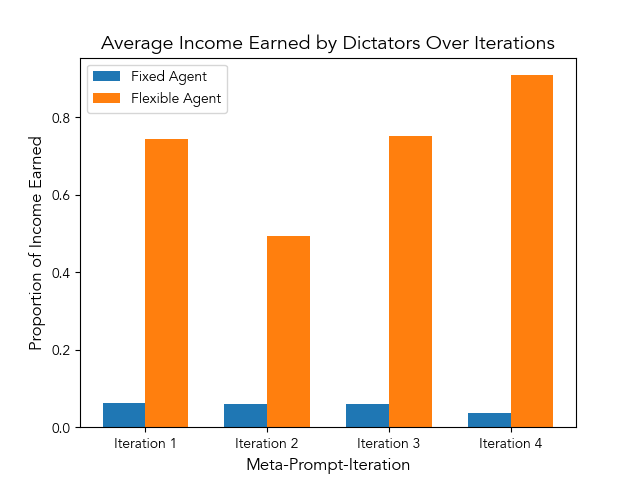 Average Income Earned by Dictators Over Iterations
Fixed Agent
Flexible Agent
Proportion of Income Earned
0.8
0.6
0.4
0.2
0.0
Iteration 1
Iteration 2
Iteration 3
Iteration 4
Meta-Prompt-Iteration